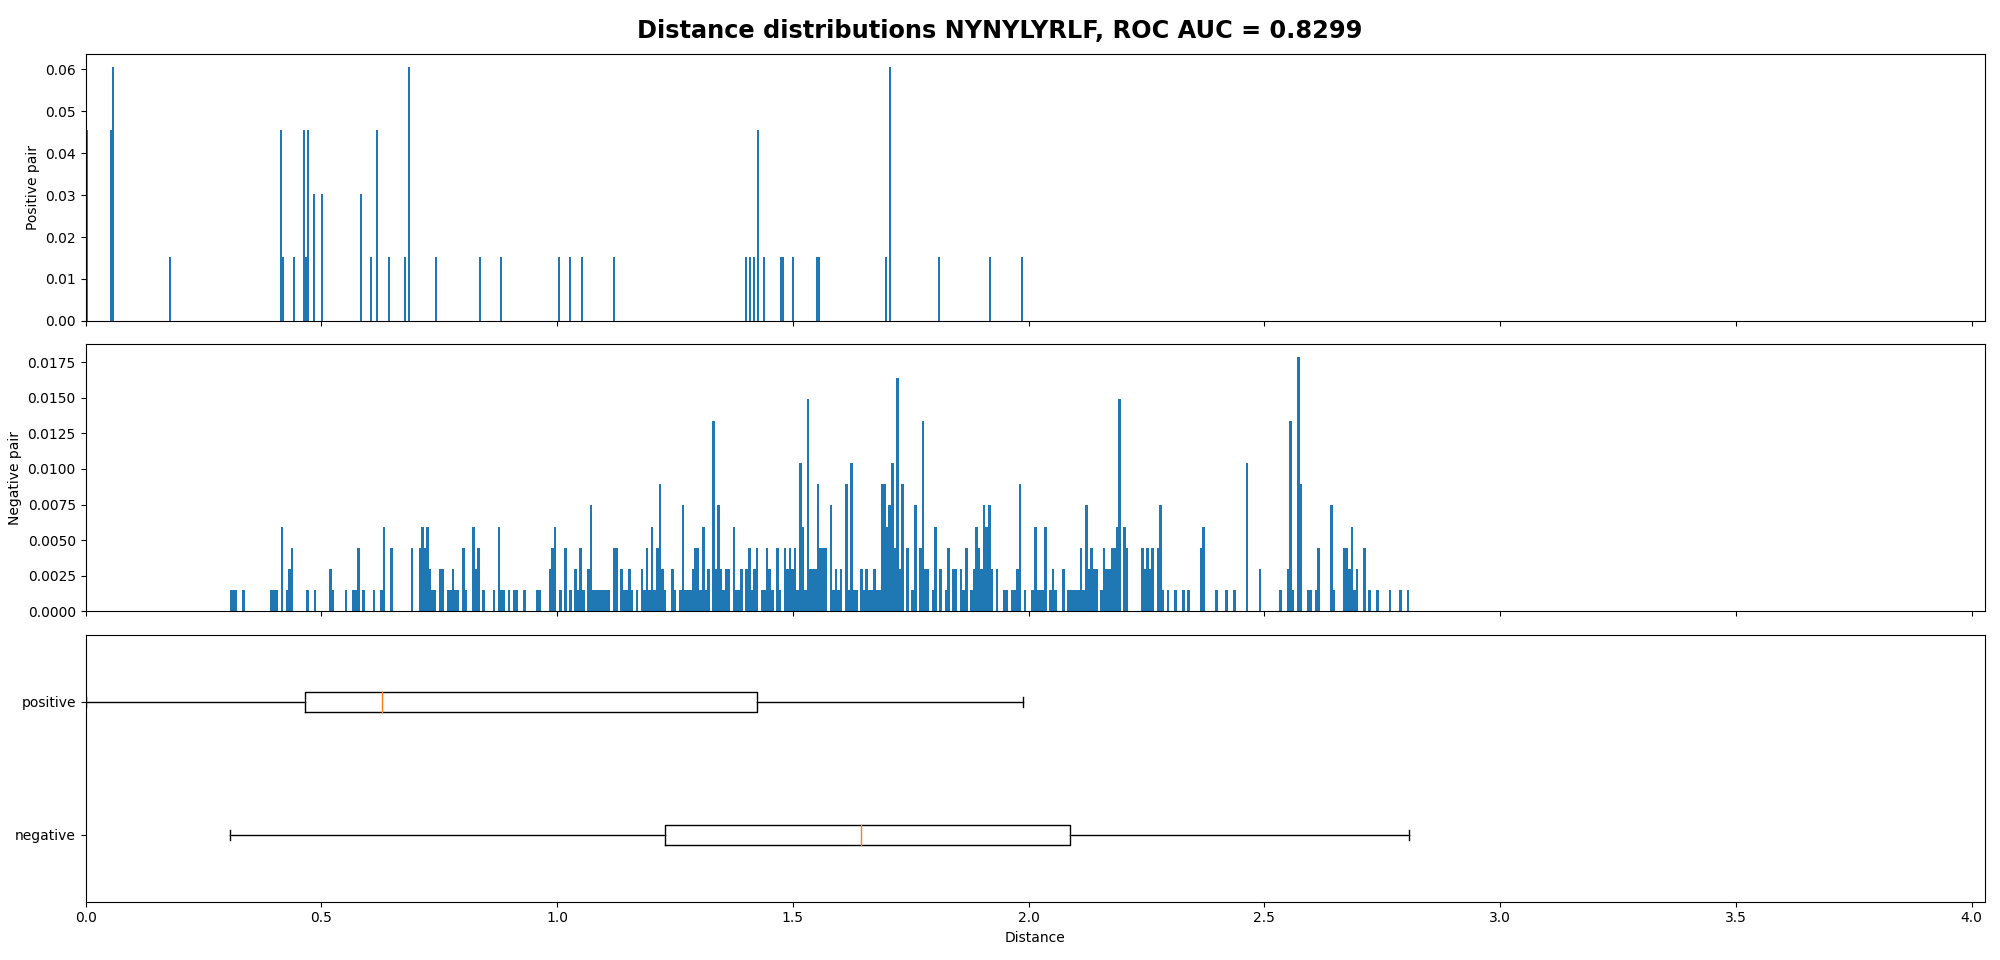 Distance distributions NYNYLYRLF, ROC AUC = 0.8299
0.06
0.05
0.04
0.03
0.02
0.01
0.00
Positive pair
0.0175
0.0150
0.0125
0.0100
0.0075
0.0050
0.0025
0.0000
Negative pair
positive
negative
0.0 0.5 1.0 1.5 2.0 2.5 3.0 3.5 4.0
Distance